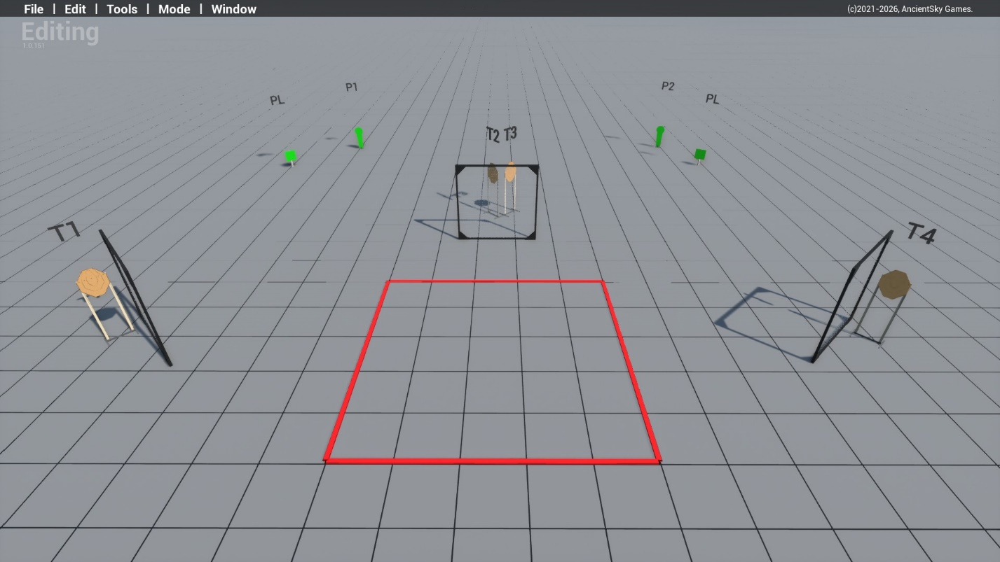 File | Edit | Tools | Mode | Window
(c)2021-2026, AncientSky Games.
Editing
1.0.151
P1
P2
PL
PL
T2 T3
T1
T4